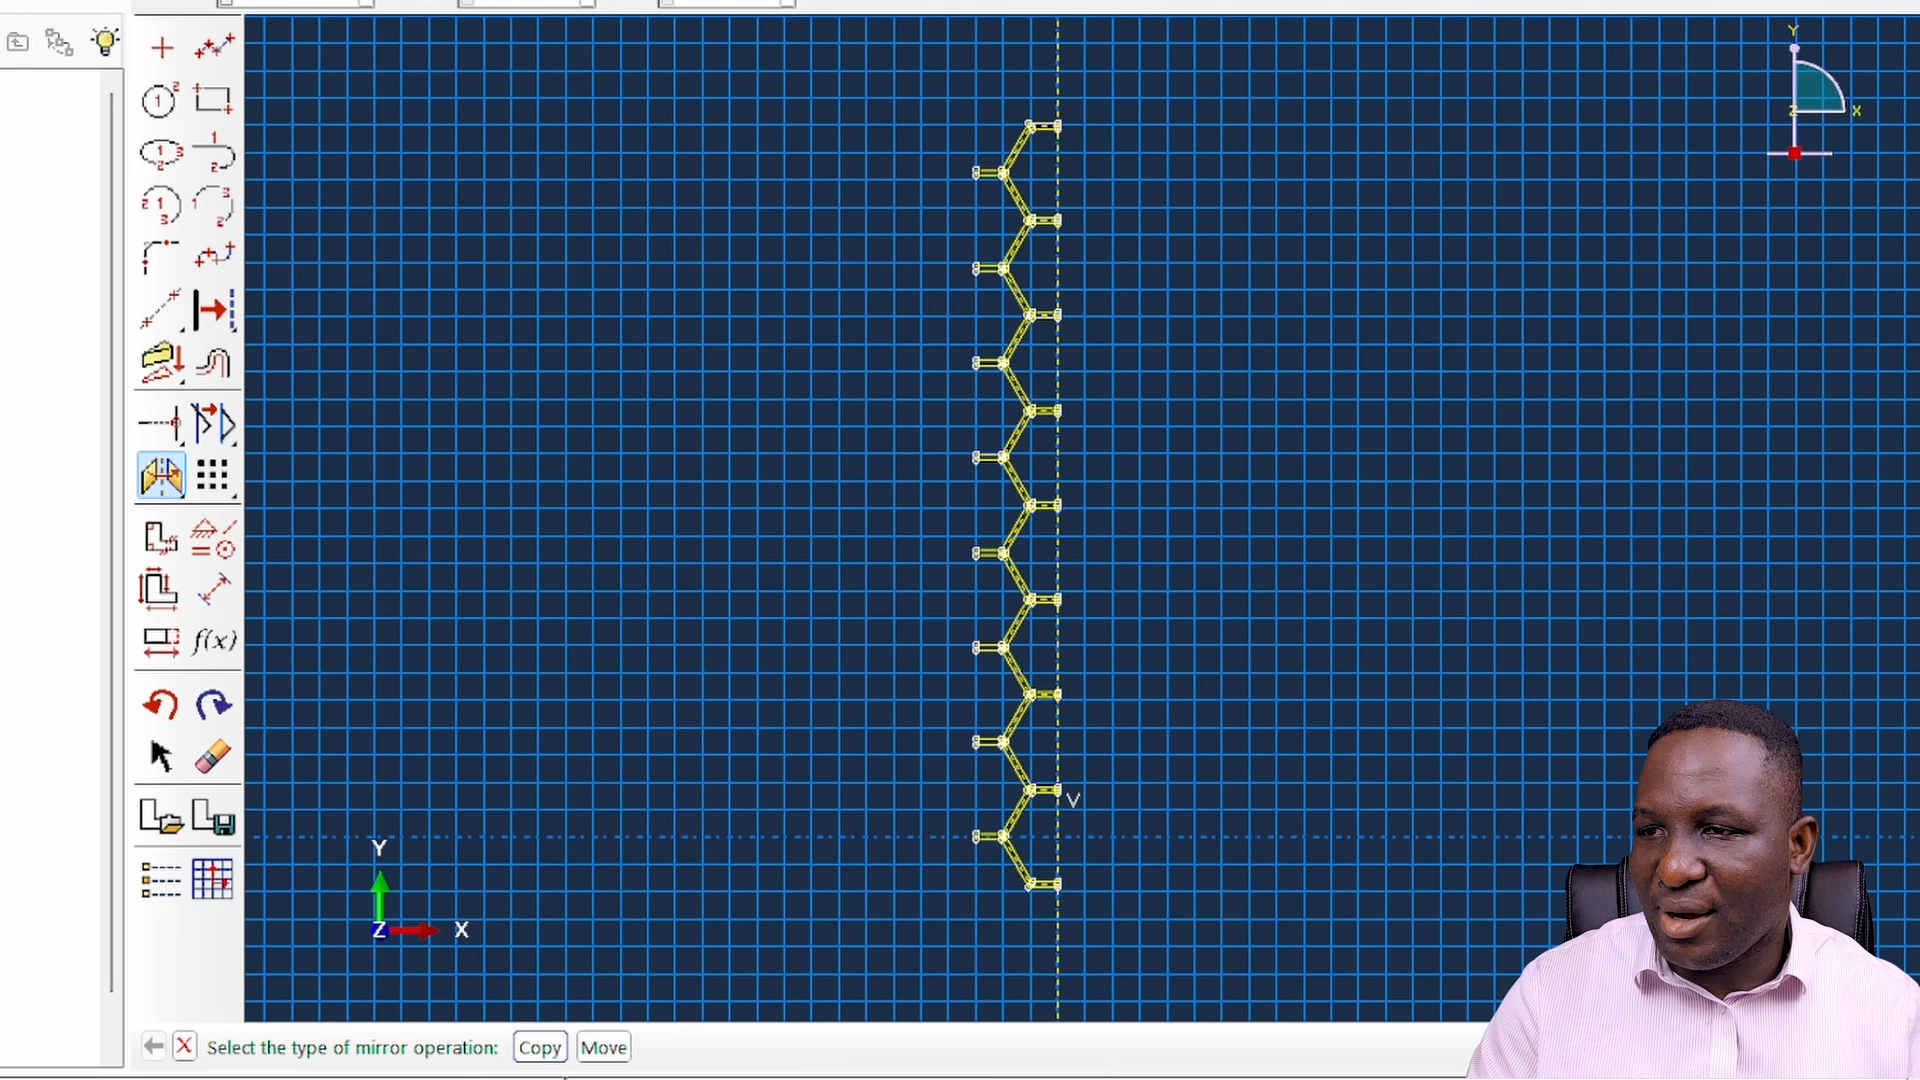 Y
Z X
f(x)
V
Y
Z X
Select the type of mirror operation: Copy Move